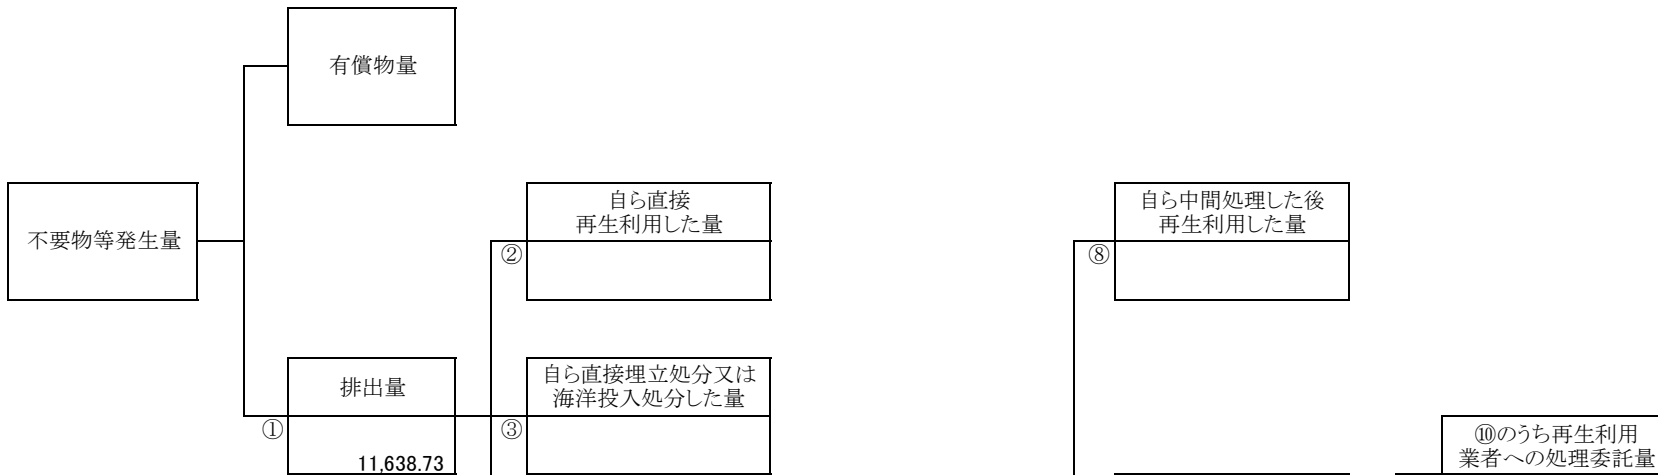 有償物量
不要物等発生量
自ら直接
再生利用した量
②
自ら中間処理した後
再生利用した量
⑧
排出量
①
11,638.73
自ら直接埋立処分又は
海洋投入処分した量
③
⑩のうち再生利用
業者への処理委託量